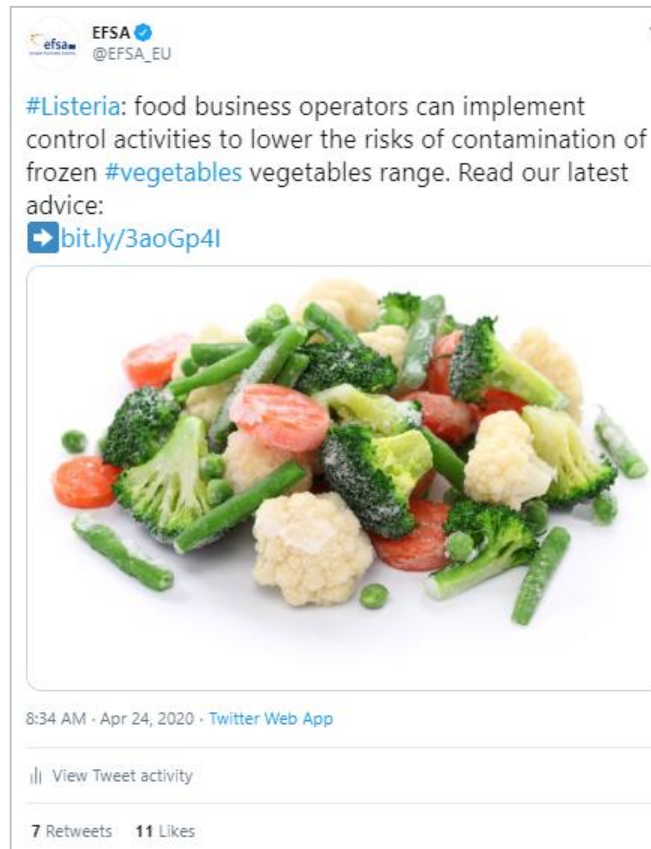 efsa
EFSA
@EFSA_EU
#Listeria: food business operators can implement
control activities to lower the risks of contamination of
frozen #vegetables vegetables range. Read our latest
advice:
➡bit.ly/3aoGp4I
8:34 AM · Apr 24, 2020 · Twitter Web App
View Tweet activity
7 Retweets 11 Likes